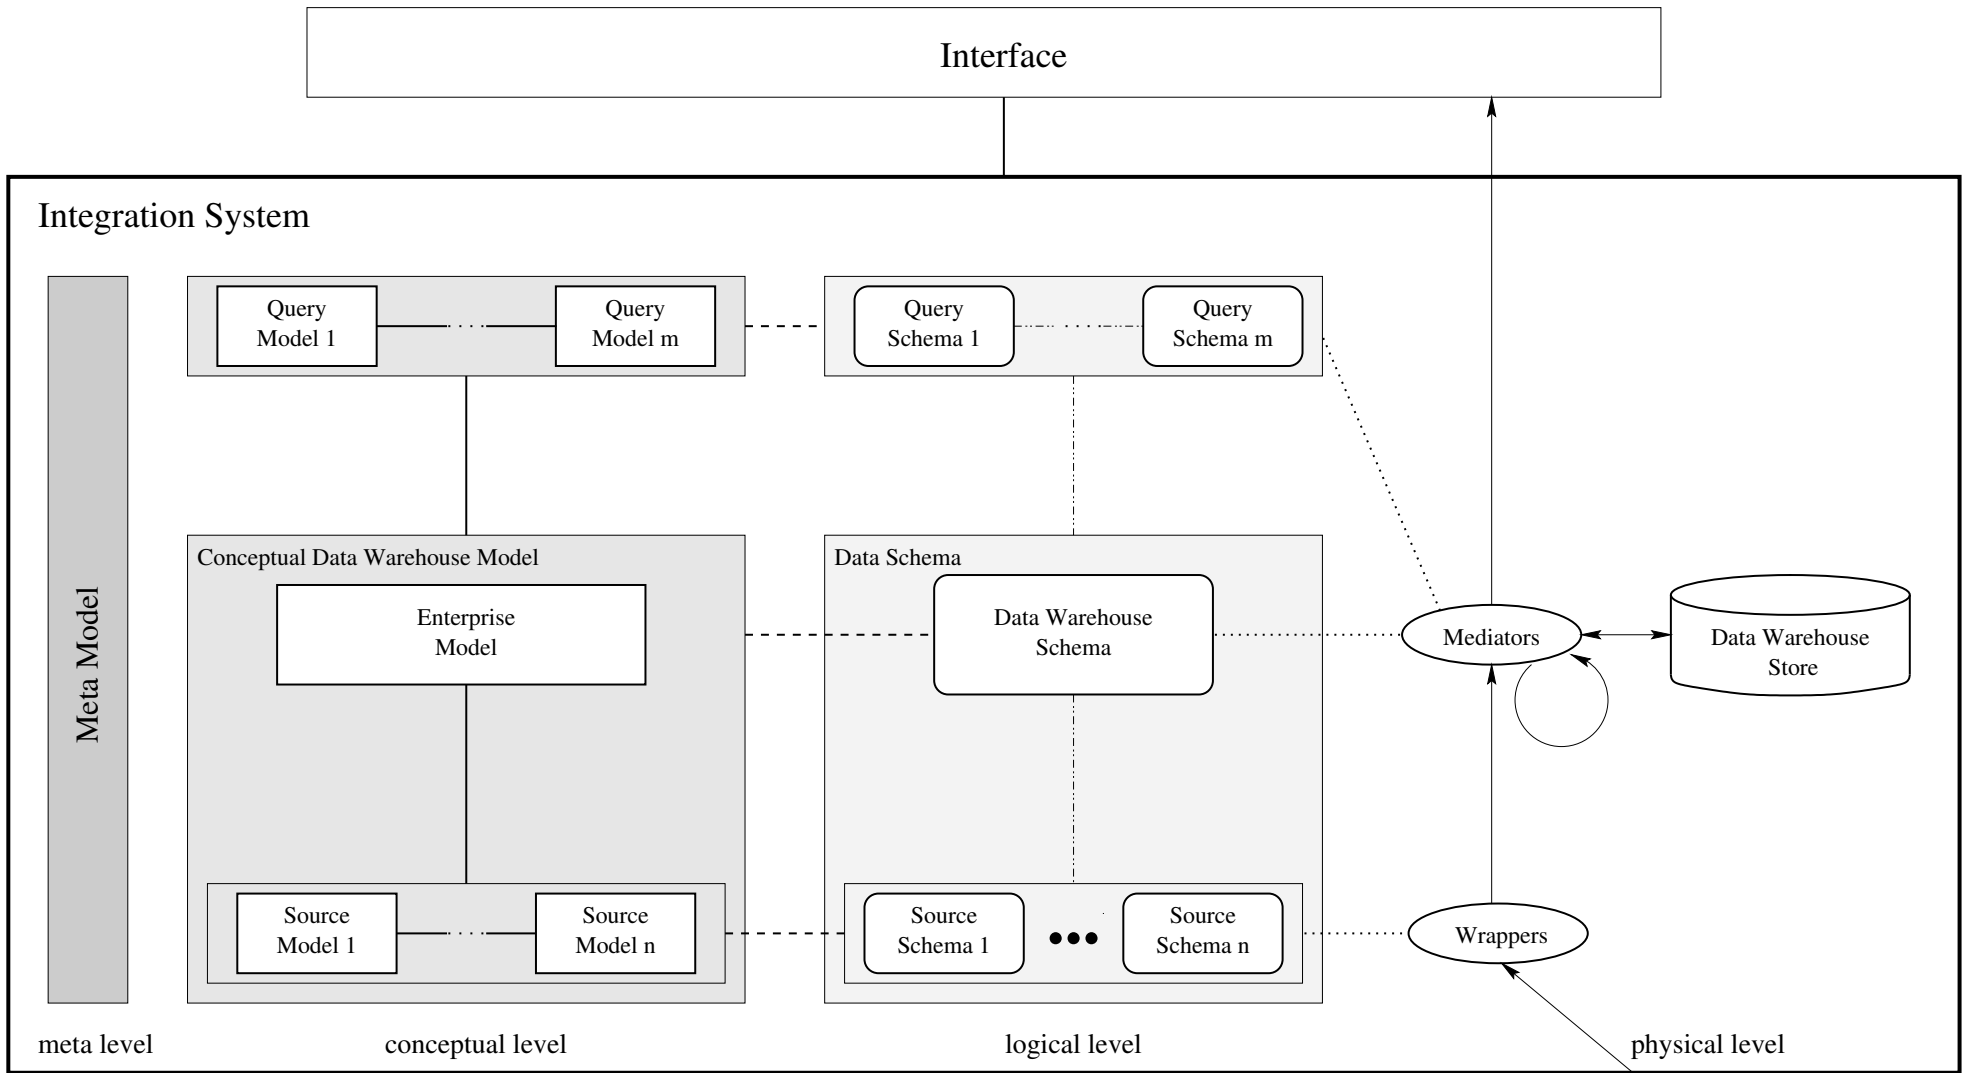 Interface
Integration System
Meta Model
Query
Model 1
. . .
Query
Model m
Query
Schema 1
. . .
Query
Schema m
Conceptual Data Warehouse Model
Enterprise
Model
Data Schema
Data Warehouse
Schema
Mediators
Data Warehouse
Store
Source
Model 1
. . .
Source
Model n
Source
Schema 1
●●●
Source
Schema n
Wrappers
meta level
conceptual level
logical level
physical level